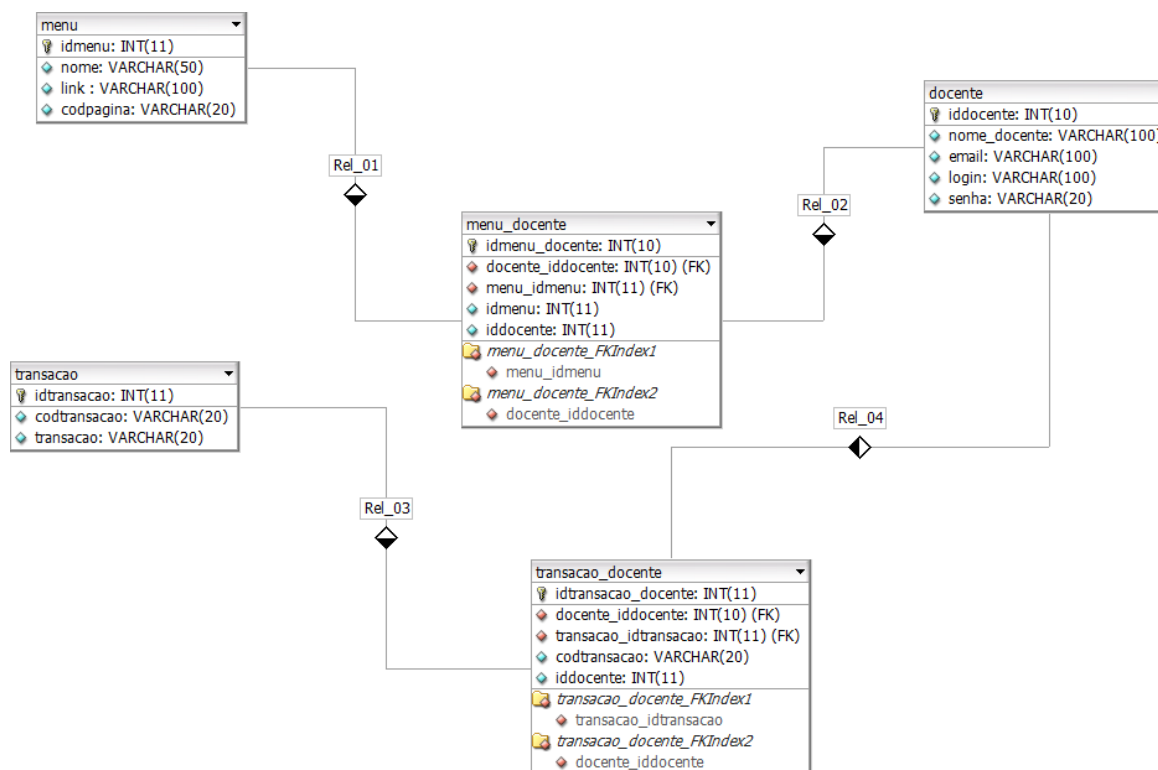 menu
idmenu: INT(11)
nome: VARCHAR(50)
link : VARCHAR(100)
codpagina: VARCHAR(20)
Rel_01
docente
iddocente: INT(10)
nome_docente: VARCHAR(100)
email: VARCHAR(100)
login: VARCHAR(100)
senha: VARCHAR(20)
Rel_02
menu_docente
idmenu_docente: INT(10)
docente_iddocente: INT(10) (FK)
menu_idmenu: INT(11) (FK)
idmenu: INT(11)
iddocente: INT(11)
menu_docente_FKIndex1
menu_idmenu
menu_docente_FKIndex2
docente_iddocente
transacao
idtransacao: INT(11)
codtransacao: VARCHAR(20)
transacao: VARCHAR(20)
Rel_03
Rel_04
transacao_docente
idtransacao_docente: INT(11)
docente_iddocente: INT(10) (FK)
transacao_idtransacao: INT(11) (FK)
codtransacao: VARCHAR(20)
iddocente: INT(11)
transacao_docente_FKIndex1
transacao_idtransacao
transacao_docente_FKIndex2
docente_iddocente